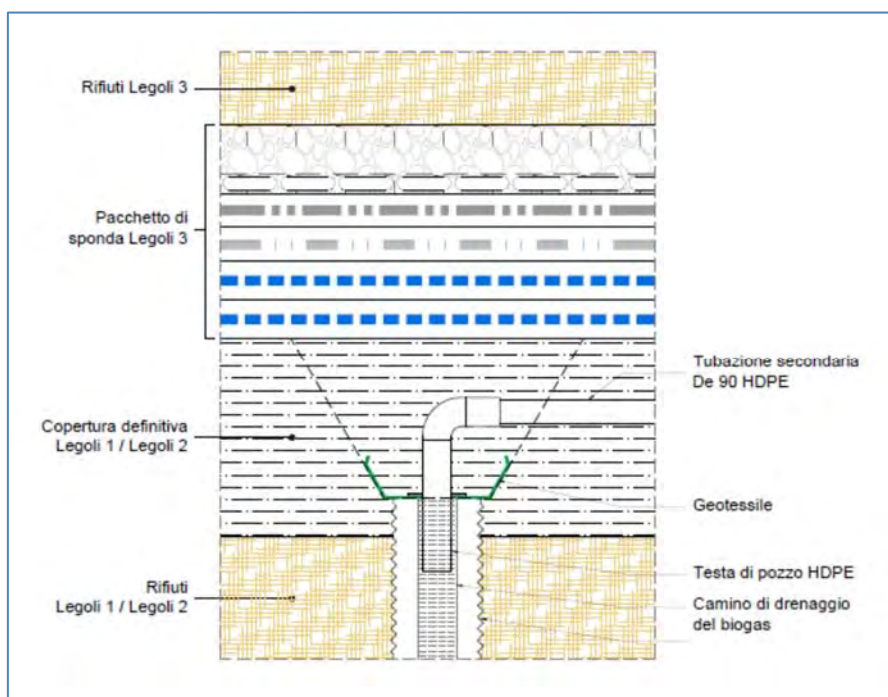 Rifiuti Legoli 3
Pacchetto di
sponda Legoli 3
Copertura definitiva
Legoli 1 / Legoli 2
Rifiuti
Legoli 1 / Legoli 2
Tubazione secondaria
De 90 HDPE
Geotessile
Testa di pozzo HDPE
Camino di drenaggio
del biogas